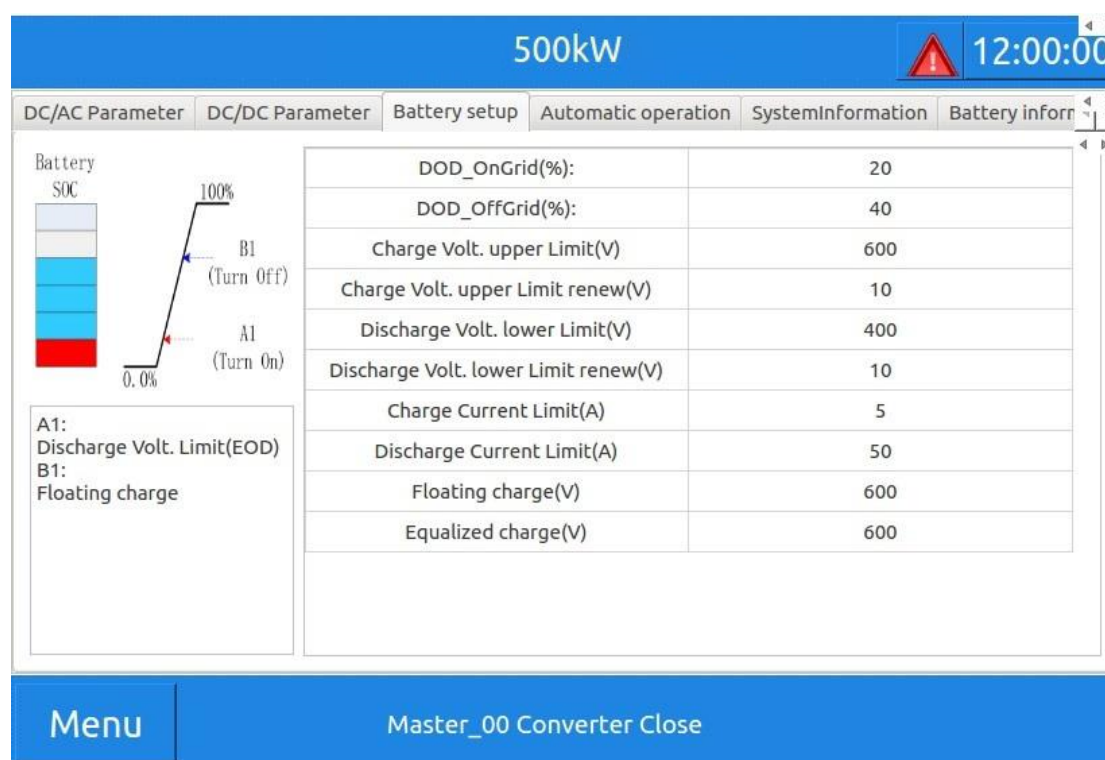 500kW
12:00:00
DC/AC Parameter DC/DC Parameter Battery setup Automatic operation SystemInformation Battery inform
Battery
SOC
100%
B1
(Turn Off)
A1
(Turn On)
0.0%
A1:
Discharge Volt. Limit(EOD)
B1:
Floating charge
DOD_OnGrid(%): 20
DOD_OffGrid(%): 40
Charge Volt. upper Limit(V) 600
Charge Volt. upper Limit renew(V) 10
Discharge Volt. lower Limit(V) 400
Discharge Volt. lower Limit renew(V) 10
Charge Current Limit(A) 5
Discharge Current Limit(A) 50
Floating charge(V) 600
Equalized charge(V) 600
Menu
Master_00 Converter Close